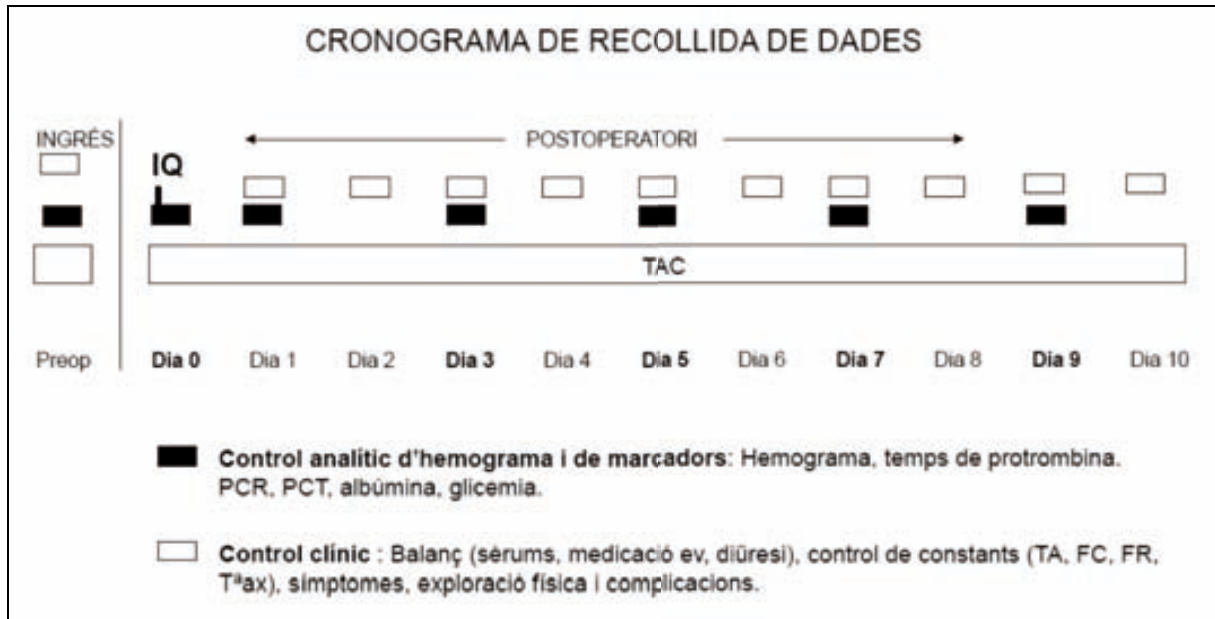 CRONOGRAMA DE RECOLLIDA DE DADES
INGRÉS
POSTOPERATORI
IQ
TAC
Preop Dia 0 Dia 1 Dia 2 Dia 3 Dia 4 Dia 5 Dia 6 Dia 7 Dia 8 Dia 9 Dia 10
Control analític d'hemograma i de marcadors: Hemograma, temps de protrombina.
PCR, PCT, albúmina, glicemia.
Control clínic : Balanç (sèrums, medicació ev, diüresi), control de constants (TA, FC, FR,
Tªax), símptomes, exploració física i complicacions.